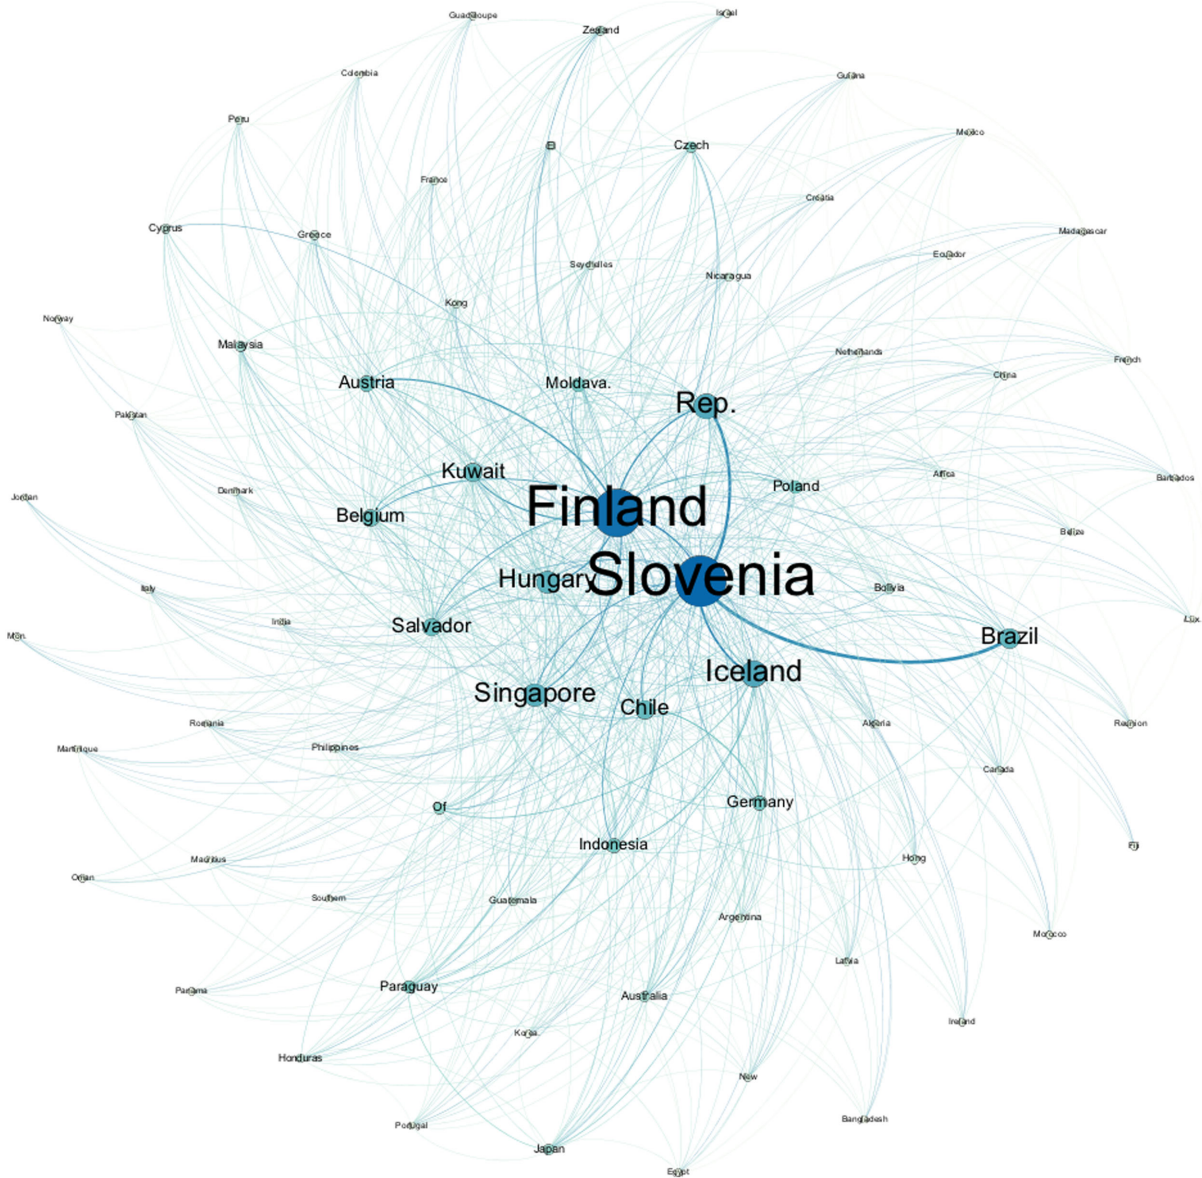 Guadeloupe
Israel
Zealand
Colombia
Guiana
Peru
Mexico
El
Czech
France
Croatia
Cyprus
Greece
Madagascar
Ecuador
Seychelles
Nicaragua
Kong
Norway
Malaysia
Netherlands
French
China
Austria
Moldava.
Rep.
Pakistan
Kuwait
Africa
Barbados
Poland
Denmark
Jordan
Finland
Belgium
Belize
Slovenia
Hungary
Bolivia
Italy
Lux.
India
Salvador
Mon.
Brazil
Iceland
Singapore
Chile
Romania
Algeria
Reunion
Martinique
Philippines
Canada
Germany
Of
Indonesia
Fiji
Hong
Mauritius
Oman
Southern
Guatemala
Argentina
Morocco
Latvia
Paraguay
Panama
Australia
Ireland
Korea.
Honduras
New
Bangladesh
Portugal
Japan
Egypt